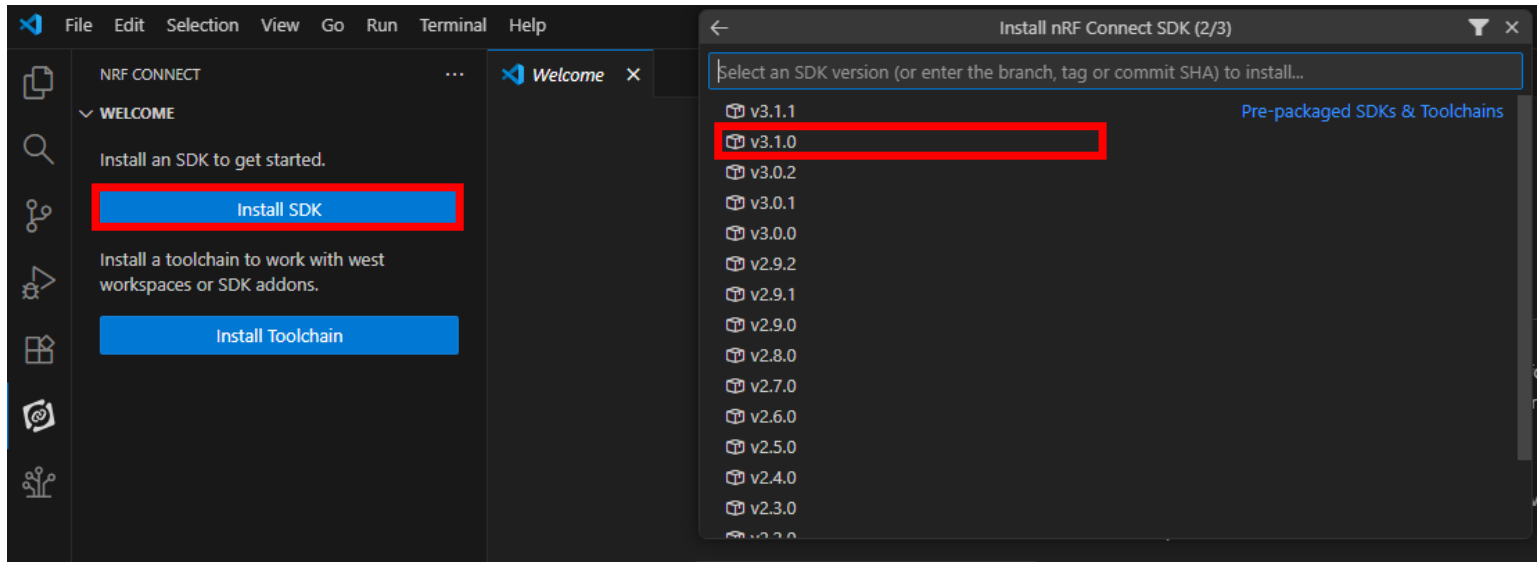 File Edit Selection View Go Run Terminal Help
NRF CONNECT
WELCOME
Install an SDK to get started.
Install SDK
Install a toolchain to work with west
workspaces or SDK addons.
Install Toolchain
Welcome
Install nRF Connect SDK (2/3)
Select an SDK version (or enter the branch, tag or commit SHA) to install...
v3.1.1 Pre-packaged SDKs & Toolchains
v3.1.0
v3.0.2
v3.0.1
v3.0.0
v2.9.2
v2.9.1
v2.9.0
v2.8.0
v2.7.0
v2.6.0
v2.5.0
v2.4.0
v2.3.0